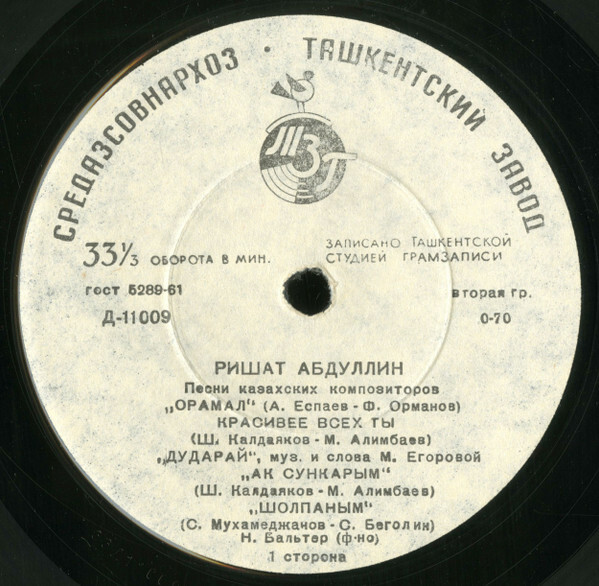 СРЕДАЗСОВНАРХОЗ · ТАШКЕНТСКИЙ ЗАВОД
ТЗГ
33⅓ ОБОРОТА В МИН.
ЗАПИСАНО ТАШКЕНТСКОЙ
СТУДИЕЙ ГРАМЗАПИСИ
гост 5289-61
вторая гр.
Д-11009
0-70
РИШАТ АБДУЛЛИН
Песни казахских композиторов
„ОРАМАЛ“ (А. Еспаев - Ф. Орманов)
КРАСИВЕЕ ВСЕХ ТЫ
(Ш. Калдаяков - М. Алимбаев)
„ДУДАРАЙ“, муз. и слова М. Егоровой
„АК СУНКАРЫМ“
(Ш. Калдаяков - М. Алимбаев)
„ШОЛПАНЫМ“
(С. Мухамеджанов - С. Беголин)
Н. Бальтер (ф-но)
1 сторона